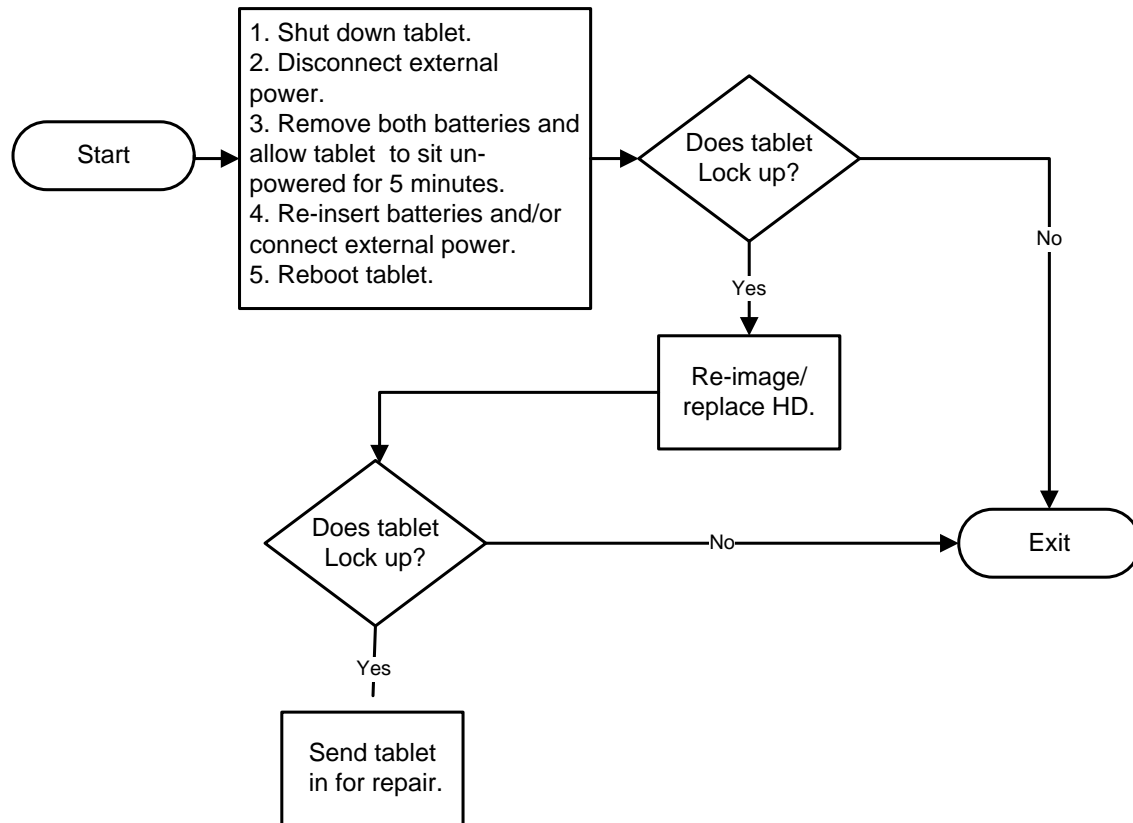 Start
1. Shut down tablet.
2. Disconnect external
power.
3. Remove both batteries and
allow tablet  to sit un-
powered for 5 minutes.
4. Re-insert batteries and/or
connect external power.
5. Reboot tablet.
Does tablet
Lock up?
No
Yes
Re-image/
replace HD.
Does tablet
Lock up?
No
Exit
Yes
Send tablet
in for repair.